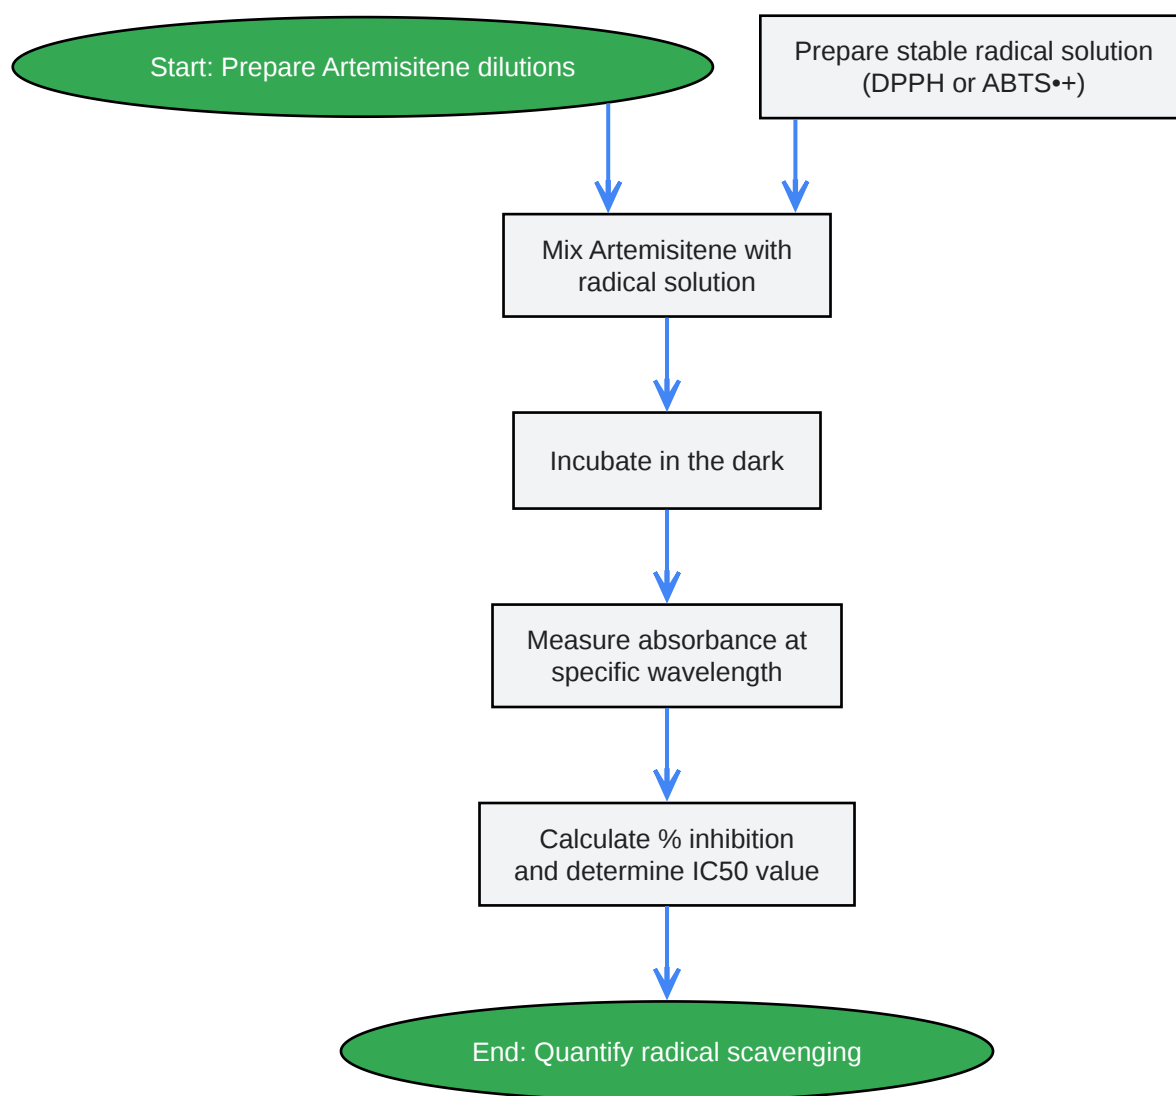 Start: Prepare Artemisitene dilutions
Prepare stable radical solution
(DPPH or ABTS•+)
Mix Artemisitene with
radical solution
Incubate in the dark
Measure absorbance at
specific wavelength
Calculate % inhibition
and determine IC50 value
End: Quantify radical scavenging